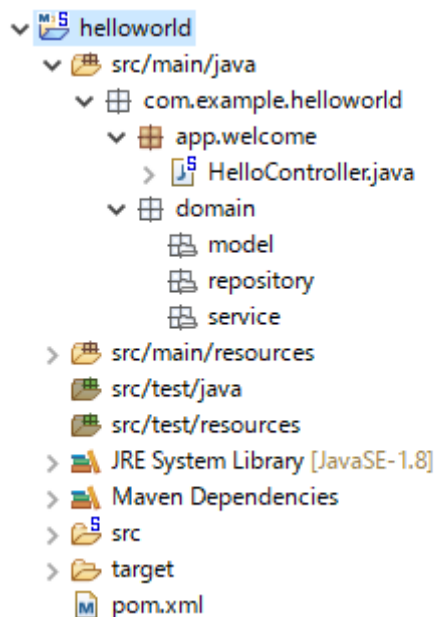 helloworld
src/main/java
com.example.helloworld
app.welcome
HelloController.java
domain
model
repository
service
src/main/resources
src/test/java
src/test/resources
JRE System Library [JavaSE-1.8]
Maven Dependencies
src
target
pom.xml